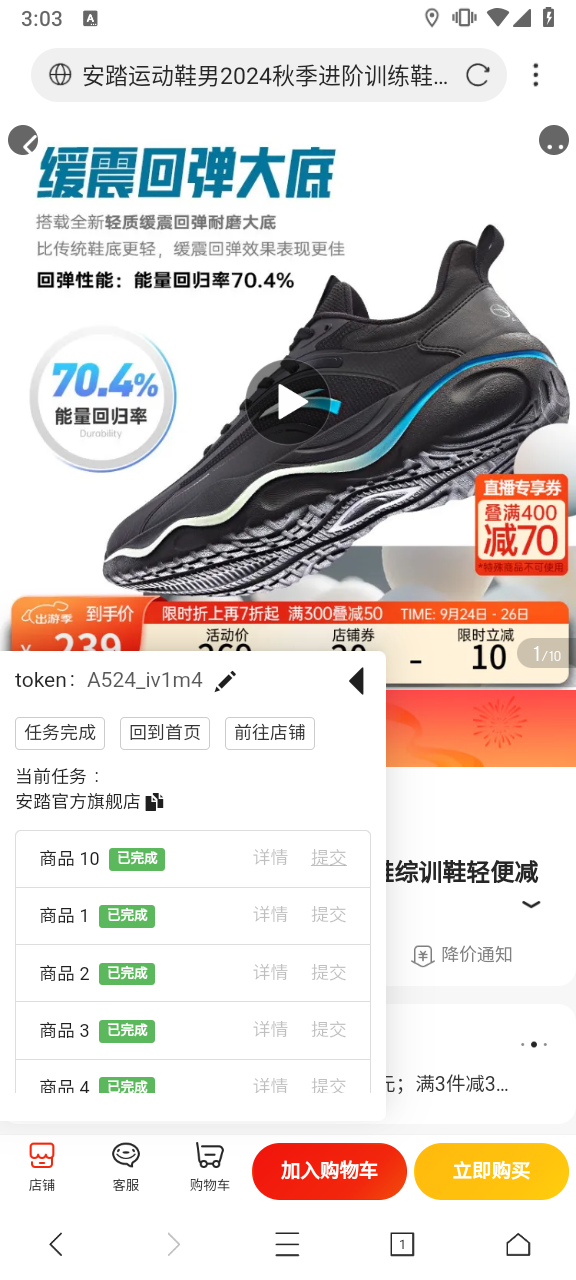 3:03
A
安踏运动鞋男2024秋季进阶训练鞋...
缓震回弹大底
搭载全新轻质缓震回弹耐磨大底
比传统鞋底更轻，缓震回弹效果表现更佳
回弹性能：能量回归率70.4%
70.4%
能量回归率
Durability
直播专享券
叠满400
减70
*特殊商品不可使用
出游季 到手价 限时折上再7折起 满300叠减50 TIME: 9月24日 - 26日
¥ 239 活动价 店铺券 - 限时立减 10
1/10
token: A524_iv1m4
任务完成 回到首页 前往店铺
当前任务：
安踏官方旗舰店
商品 10 已完成 详情 提交
鞋综训鞋轻便减
商品 1 已完成 详情 提交
降价通知
商品 2 已完成 详情 提交
商品 3 已完成 详情 提交
元；满3件减3...
商品 4 已完成 详情 提交
店铺 客服 购物车 加入购物车 立即购买
1